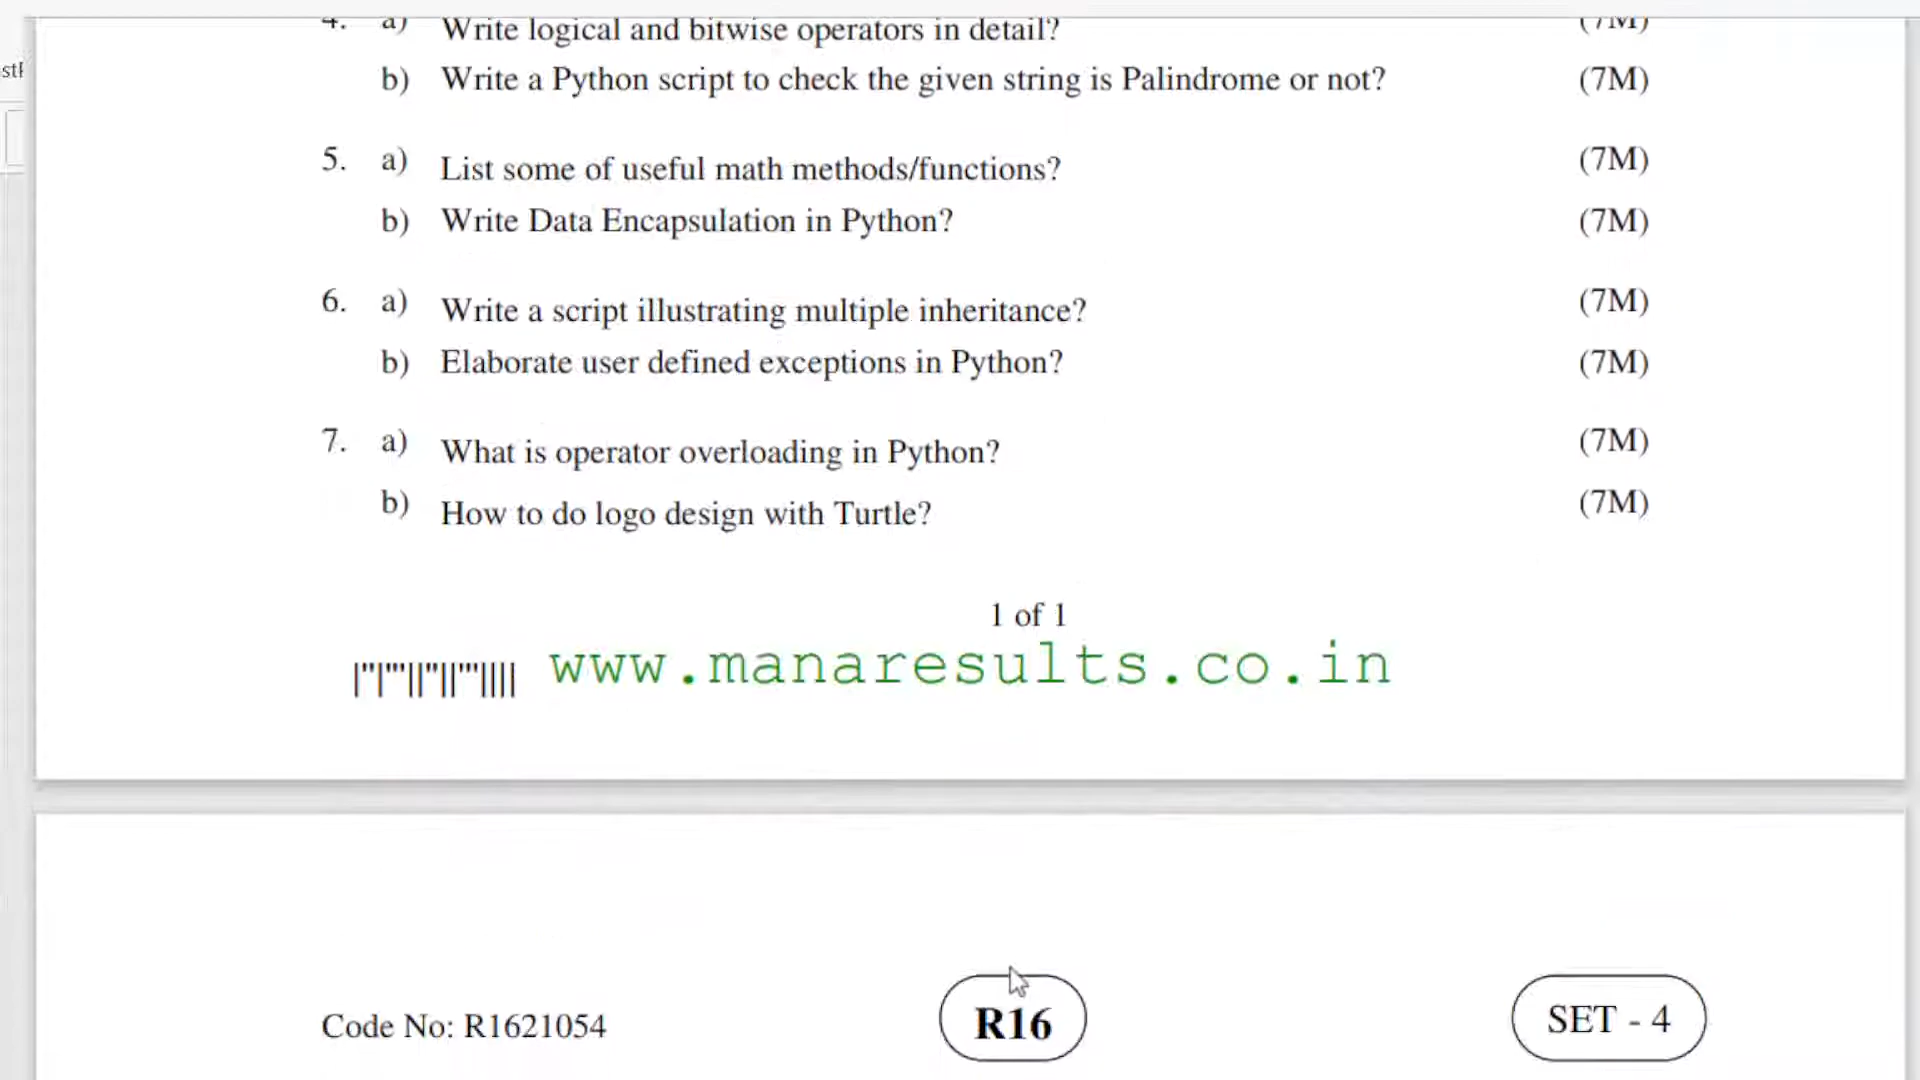 4. a) Write logical and bitwise operators in detail? (7M)
b) Write a Python script to check the given string is Palindrome or not? (7M)
5. a) List some of useful math methods/functions? (7M)
b) Write Data Encapsulation in Python? (7M)
6. a) Write a script illustrating multiple inheritance? (7M)
b) Elaborate user defined exceptions in Python? (7M)
7. a) What is operator overloading in Python? (7M)
b) How to do logo design with Turtle? (7M)
1 of 1
|''|'''||''||'''|||| www.manaresults.co.in
Code No: R1621054 R16 SET - 4